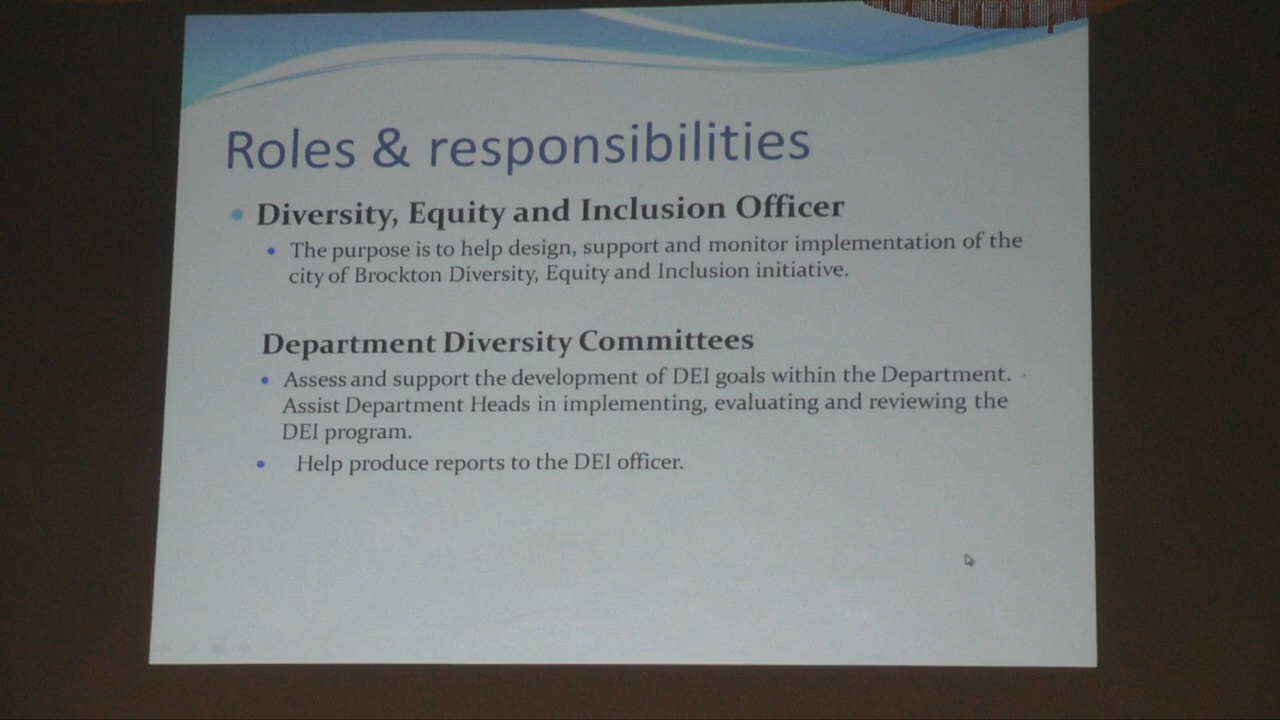 Roles & responsibilities
Diversity, Equity and Inclusion Officer
The purpose is to help design, support and monitor implementation of the
city of Brockton Diversity, Equity and Inclusion initiative.
Department Diversity Committees
Assess and support the development of DEI goals within the Department.
Assist Department Heads in implementing, evaluating and reviewing the
DEI program.
Help produce reports to the DEI officer.